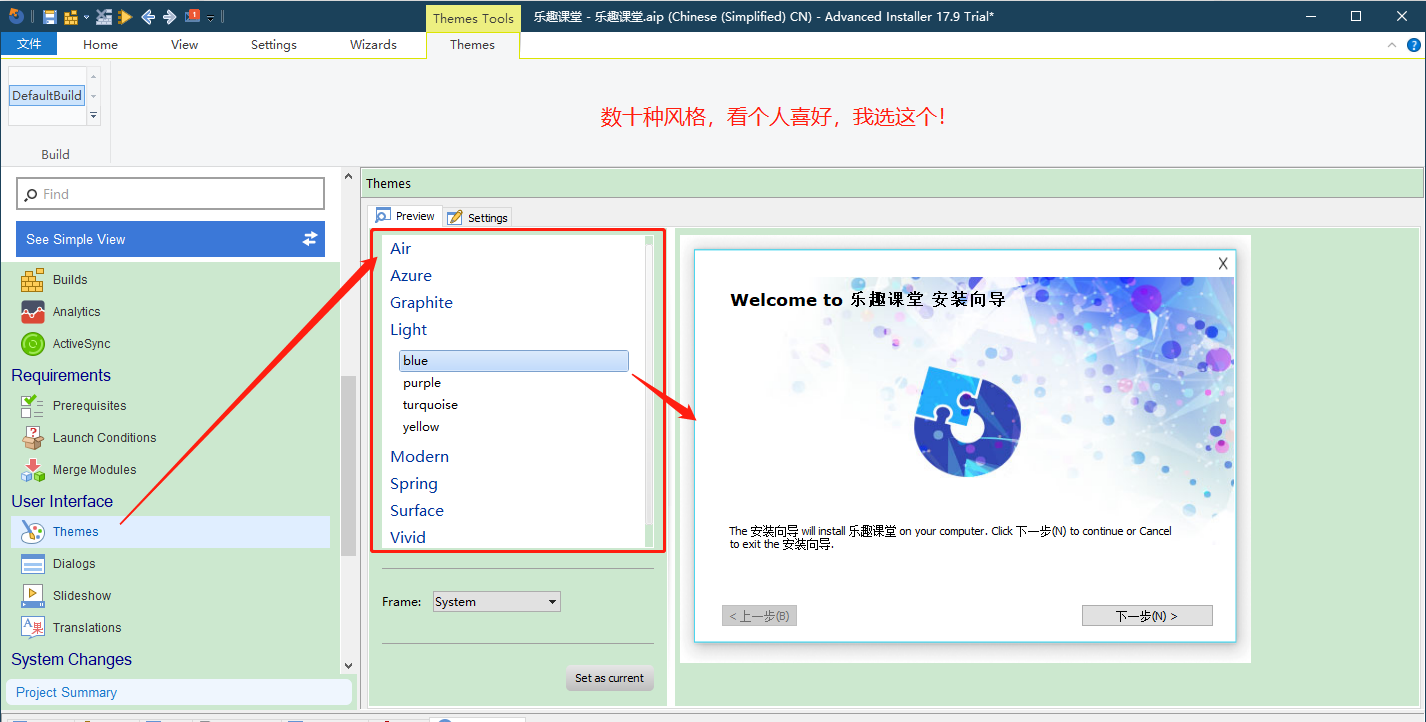 乐趣课堂 - 乐趣课堂.aip (Chinese (Simplified) CN) - Advanced Installer 17.9 Trial*
Themes Tools
文件
Home
View
Settings
Wizards
Themes
DefaultBuild
Build
数十种风格，看个人喜好，我选这个！
Find
See Simple View
Builds
Analytics
ActiveSync
Requirements
Prerequisites
Launch Conditions
Merge Modules
User Interface
Themes
Dialogs
Slideshow
Translations
System Changes
Project Summary
Themes
Preview
Settings
Air
Azure
Graphite
Light
blue
purple
turquoise
yellow
Modern
Spring
Surface
Vivid
Frame:
System
Set as current
X
Welcome to 乐趣课堂 安装向导
The 安装向导 will install 乐趣课堂 on your computer. Click 下一步(N) to continue or Cancel
to exit the 安装向导.
< 上一步(B)
下一步(N) >